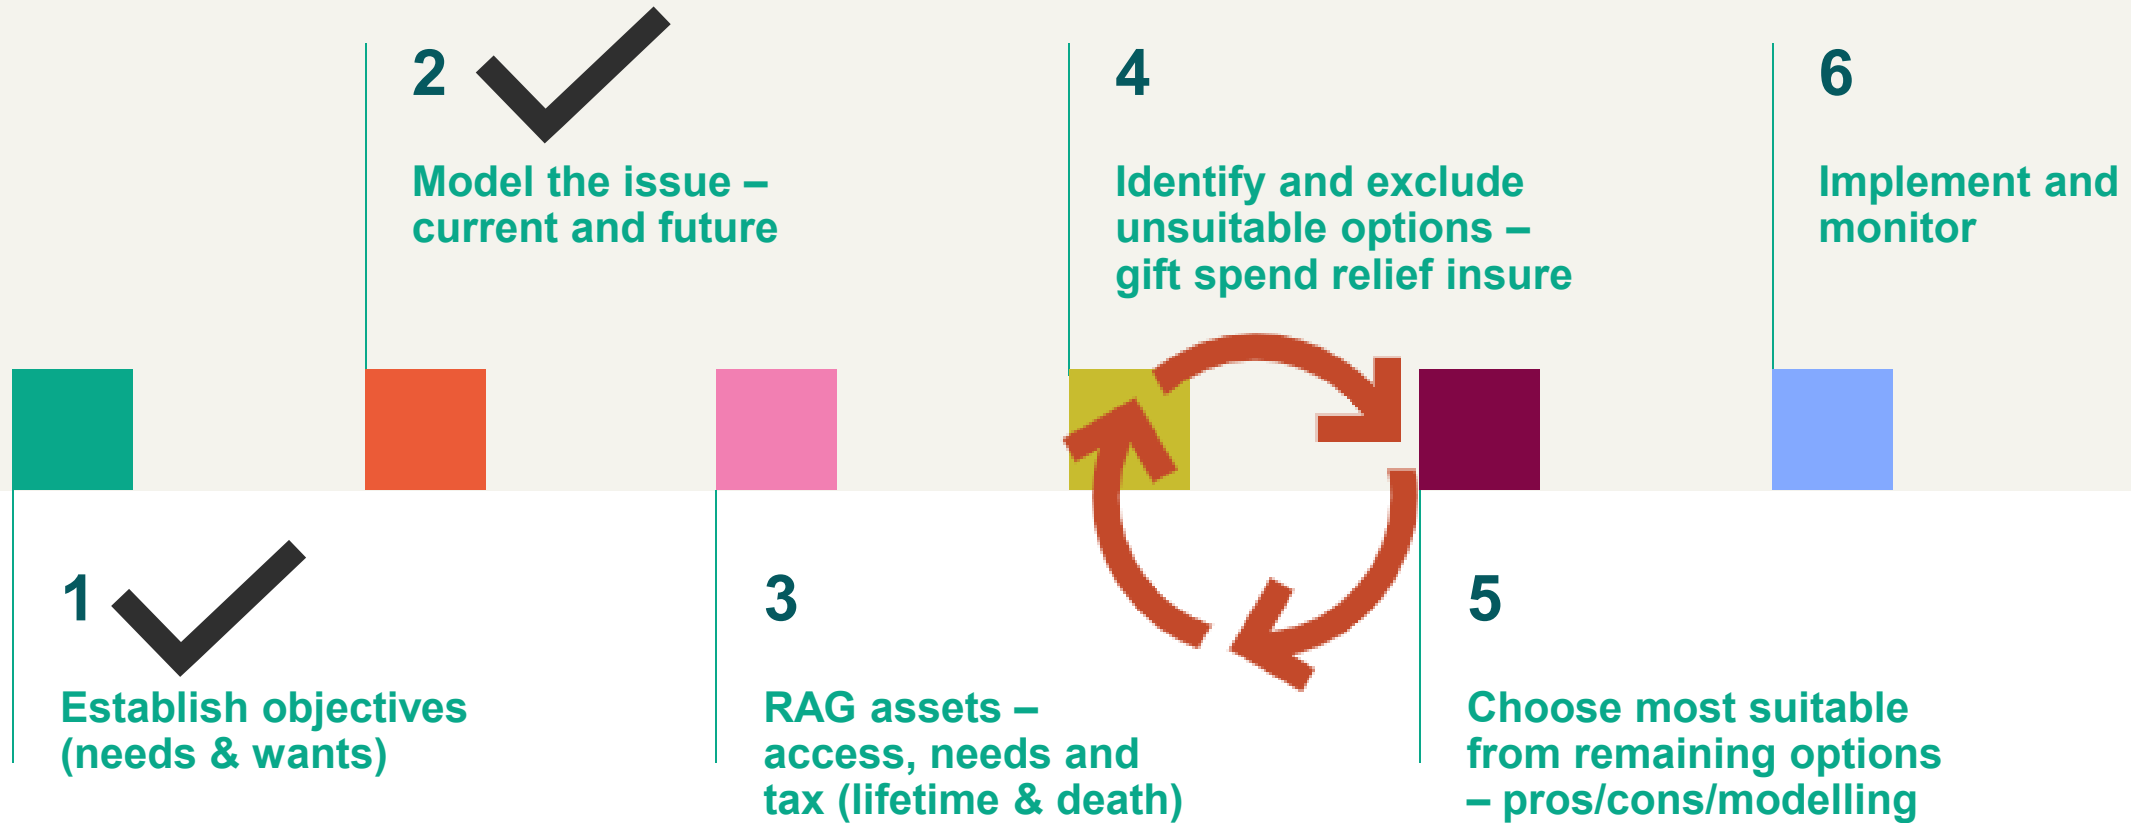 1
Establish objectives
(needs & wants)
2
Model the issue –
current and future
3
RAG assets –
access, needs and
tax (lifetime & death)
4
Identify and exclude
unsuitable options –
gift spend relief insure
5
Choose most suitable
from remaining options
– pros/cons/modelling
6
Implement and
monitor